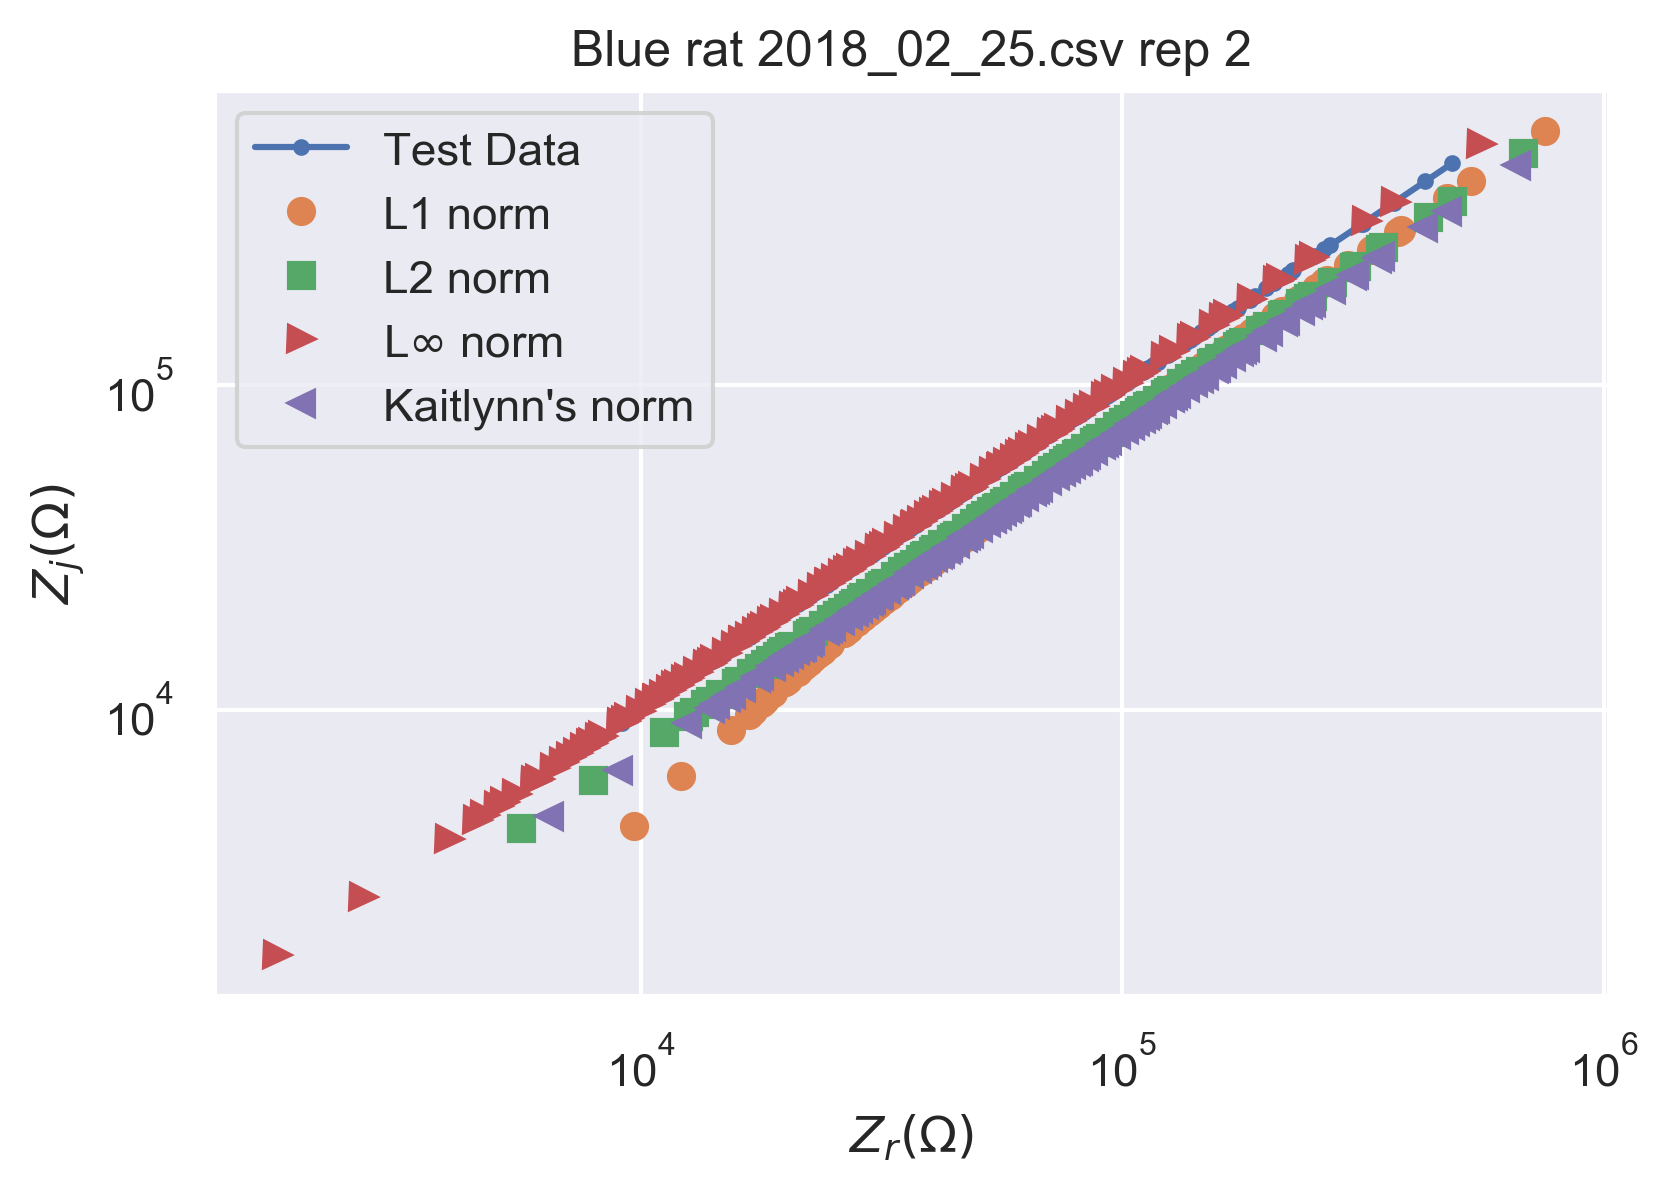 Blue rat 2018_02_25.csv rep 2
Test Data
L1 norm
L2 norm
L∞ norm
Kaitlynn's norm
10^5
10^4
Z_j(Ω)
10^4
10^5
10^6
Z_r(Ω)